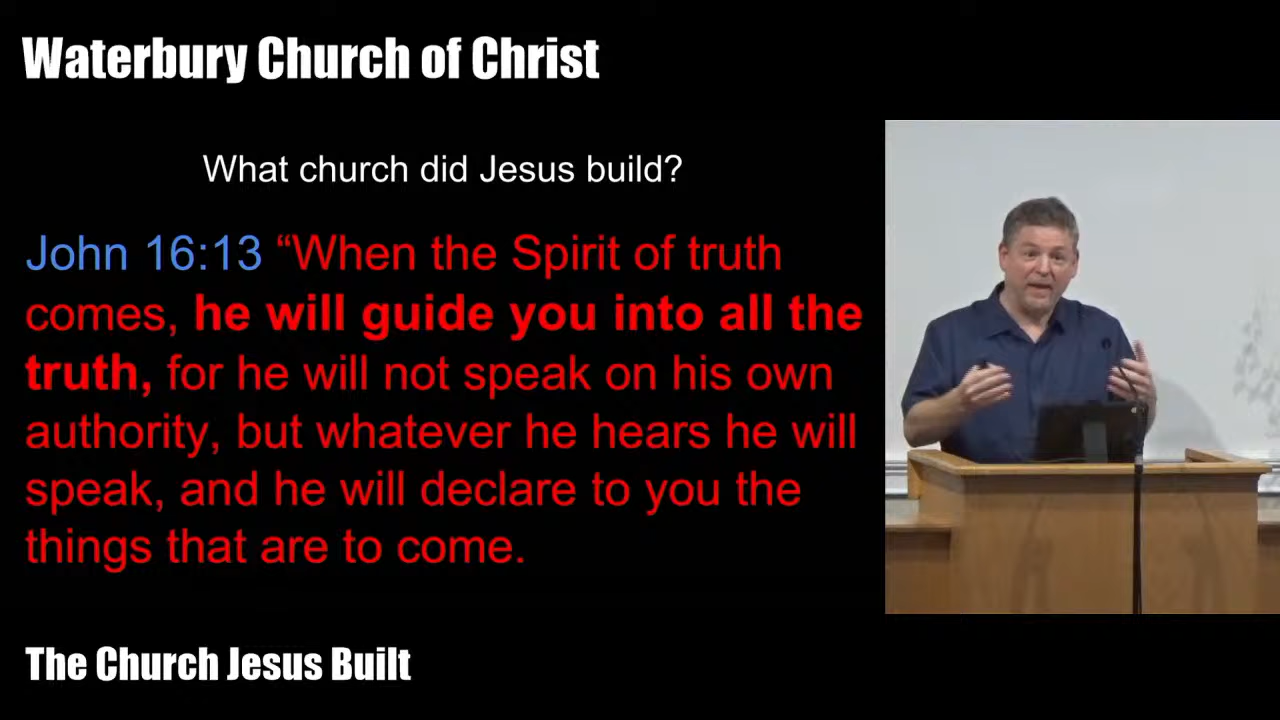 Waterbury Church of Christ
What church did Jesus build?
John 16:13 “When the Spirit of truth
comes, he will guide you into all the
truth, for he will not speak on his own
authority, but whatever he hears he will
speak, and he will declare to you the
things that are to come.
The Church Jesus Built